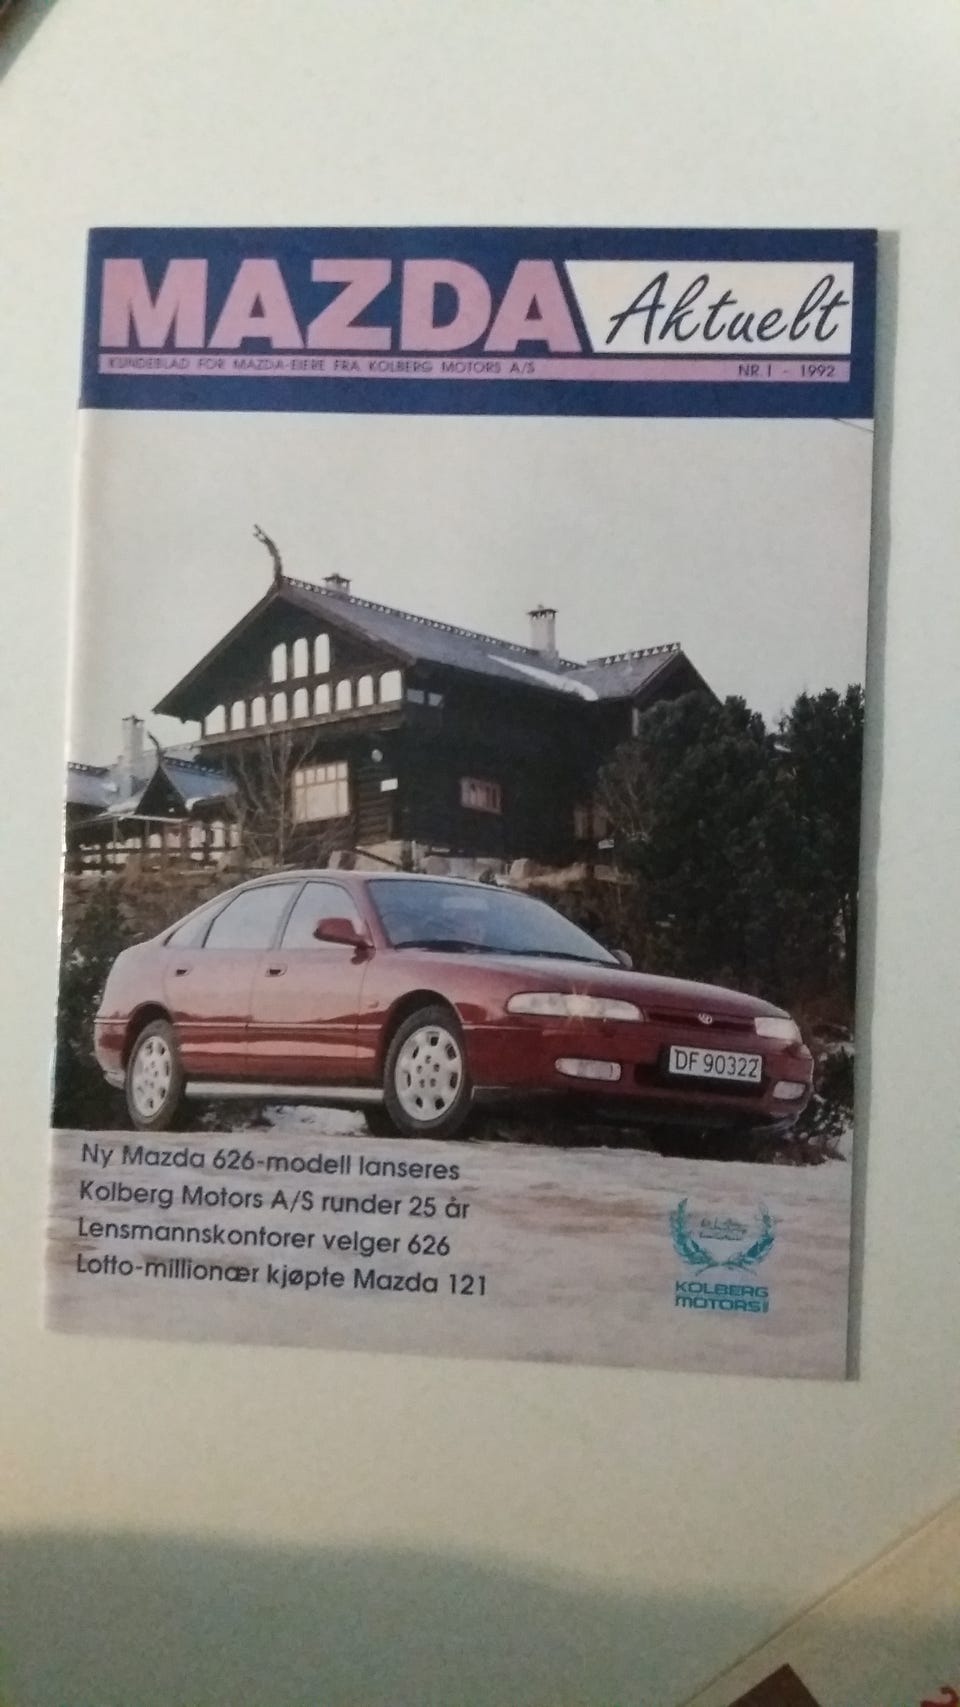 MAZDA Aktuelt
KUNDEBLAD FOR MAZDA-EIERE FRA KOLBERG MOTORS A/S
NR. 1 - 1992
DF 90322
Ny Mazda 626-modell lanseres
Kolberg Motors A/S runder 25 år
Lensmannskontorer velger 626
Lotto-millionær kjøpte Mazda 121
KOLBERG
MOTORS